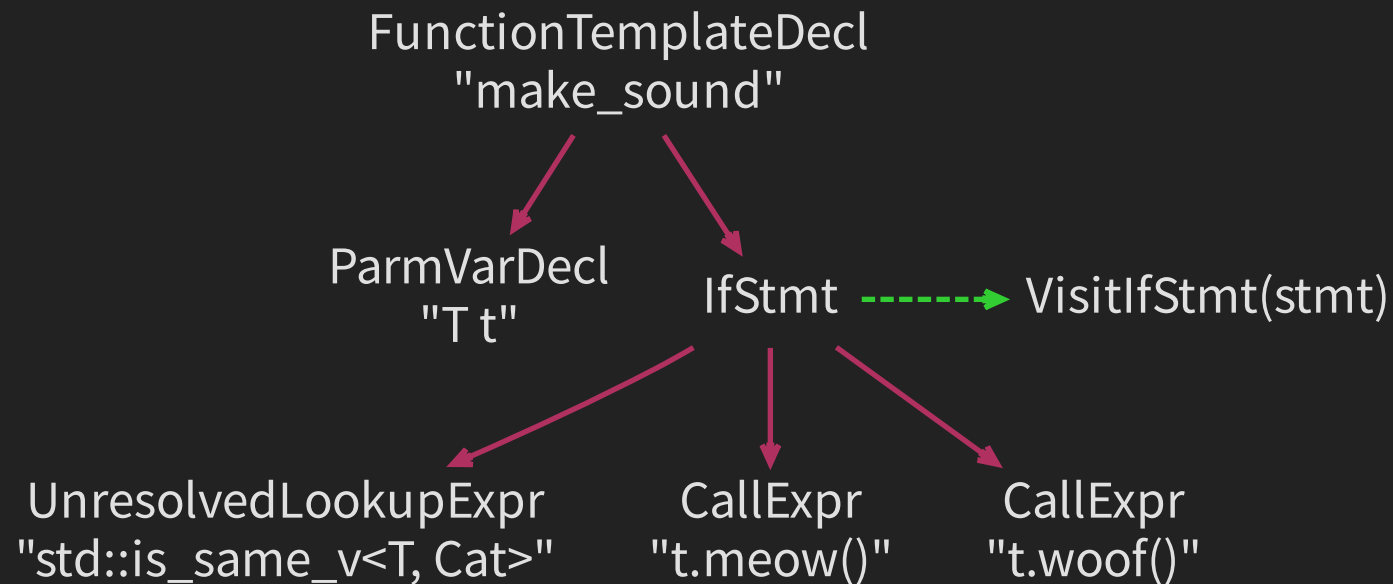 FunctionTemplateDecl
"make_sound"
ParmVarDecl
"T t"
IfStmt
VisitIfStmt(stmt)
UnresolvedLookupExpr
"std::is_same_v<T, Cat>"
CallExpr
"t.meow()"
CallExpr
"t.woof()"